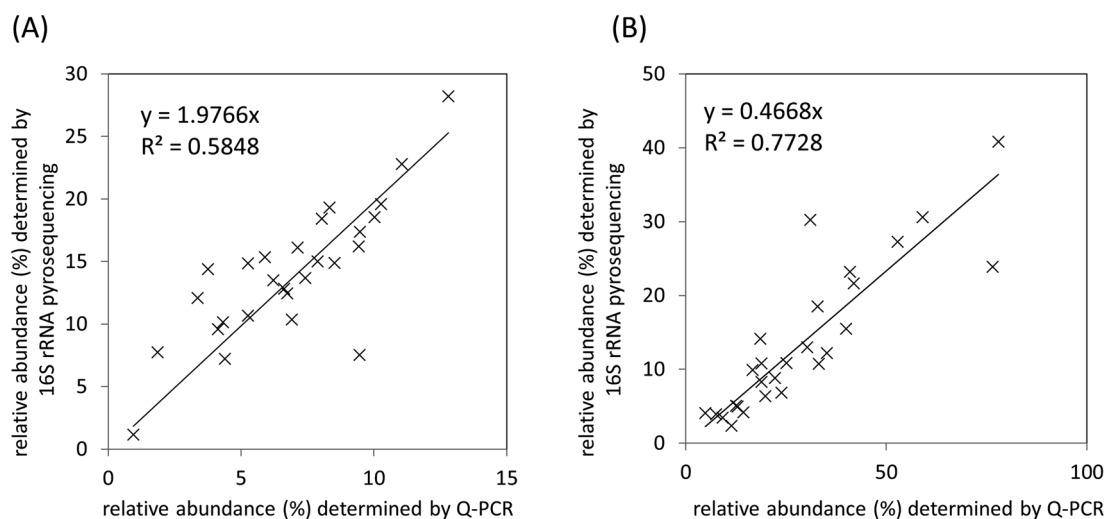 (A)
30
25
20
15
10
5
0
y = 1.9766x
R² = 0.5848
relative abundance (%) determined by
16S rRNA pyrosequencing
0 5 10 15
relative abundance (%) determined by Q-PCR
(B)
50
40
30
20
10
0
y = 0.4668x
R² = 0.7728
relative abundance (%) determined by
16S rRNA pyrosequencing
0 50 100
relative abundance (%) determined by Q-PCR